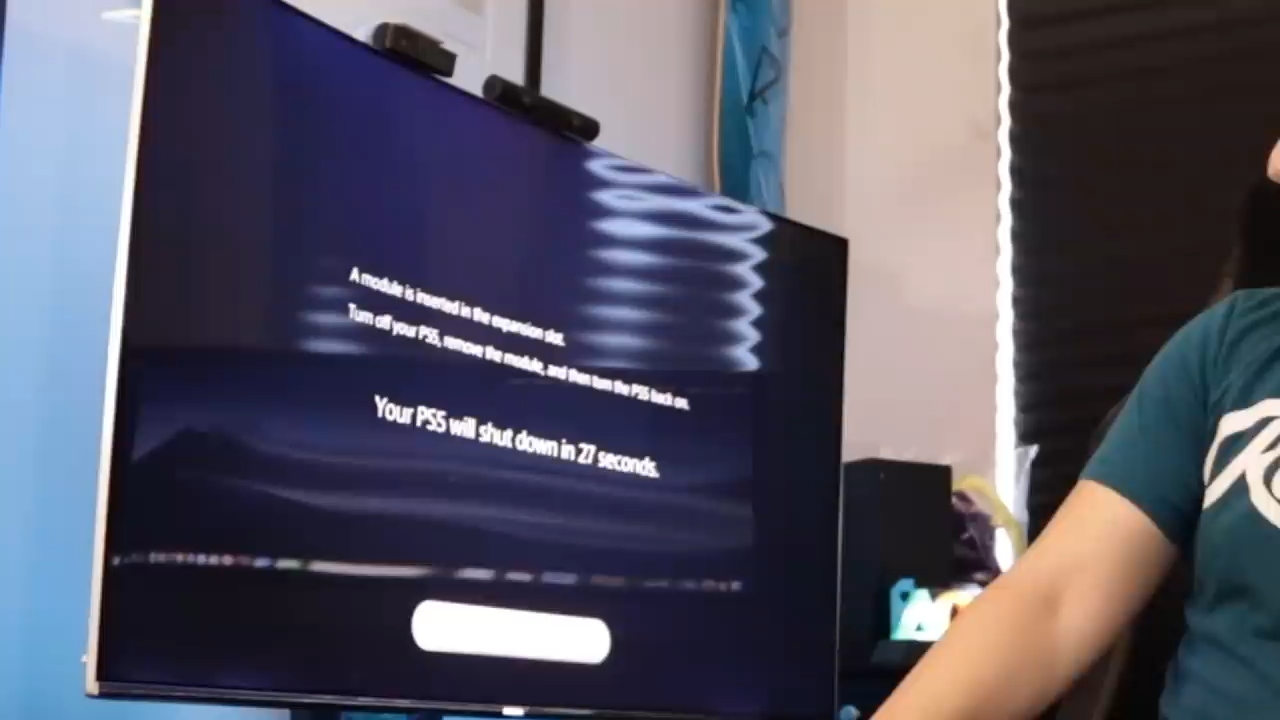 A module is inserted in the expansion slot.
Turn off your PS5, remove the module, and then turn the PS5 back on.
Your PS5 will shut down in 27 seconds.